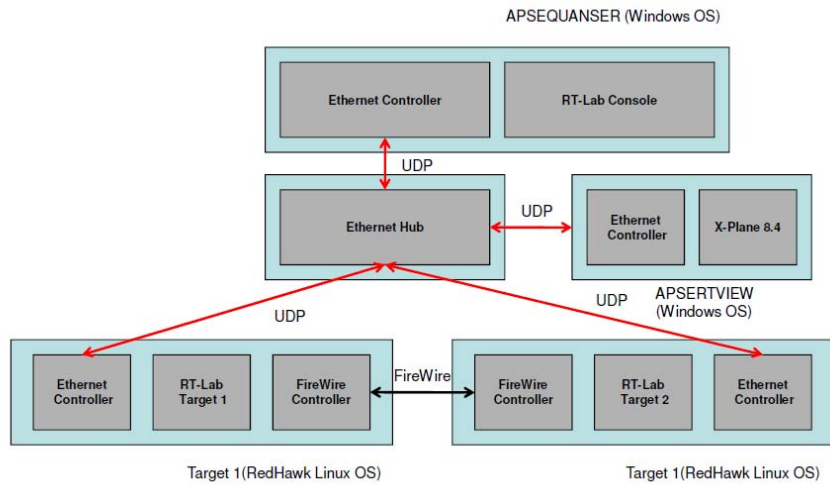 APSEQUANSER (Windows OS)
Ethernet Controller
RT-Lab Console
UDP
Ethernet Hub
UDP
Ethernet
Controller
X-Plane 8.4
APSERTVIEW
(Windows OS)
UDP
UDP
Ethernet
Controller
RT-Lab
Target 1
FireWire
Controller
FireWire
FireWire
Controller
RT-Lab
Target 2
Ethernet
Controller
Target 1(RedHawk Linux OS)
Target 1(RedHawk Linux OS)